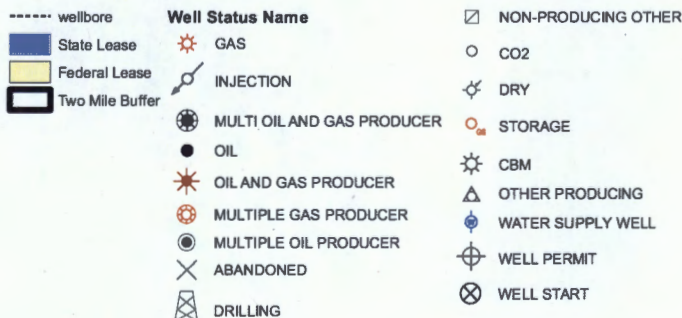 wellbore
State Lease
Federal Lease
Two Mile Buffer
Well Status Name
GAS
INJECTION
MULTI OIL AND GAS PRODUCER
OIL
OIL AND GAS PRODUCER
MULTIPLE GAS PRODUCER
MULTIPLE OIL PRODUCER
ABANDONED
DRILLING
NON-PRODUCING OTHER
CO2
DRY
STORAGE
CBM
OTHER PRODUCING
WATER SUPPLY WELL
WELL PERMIT
WELL START